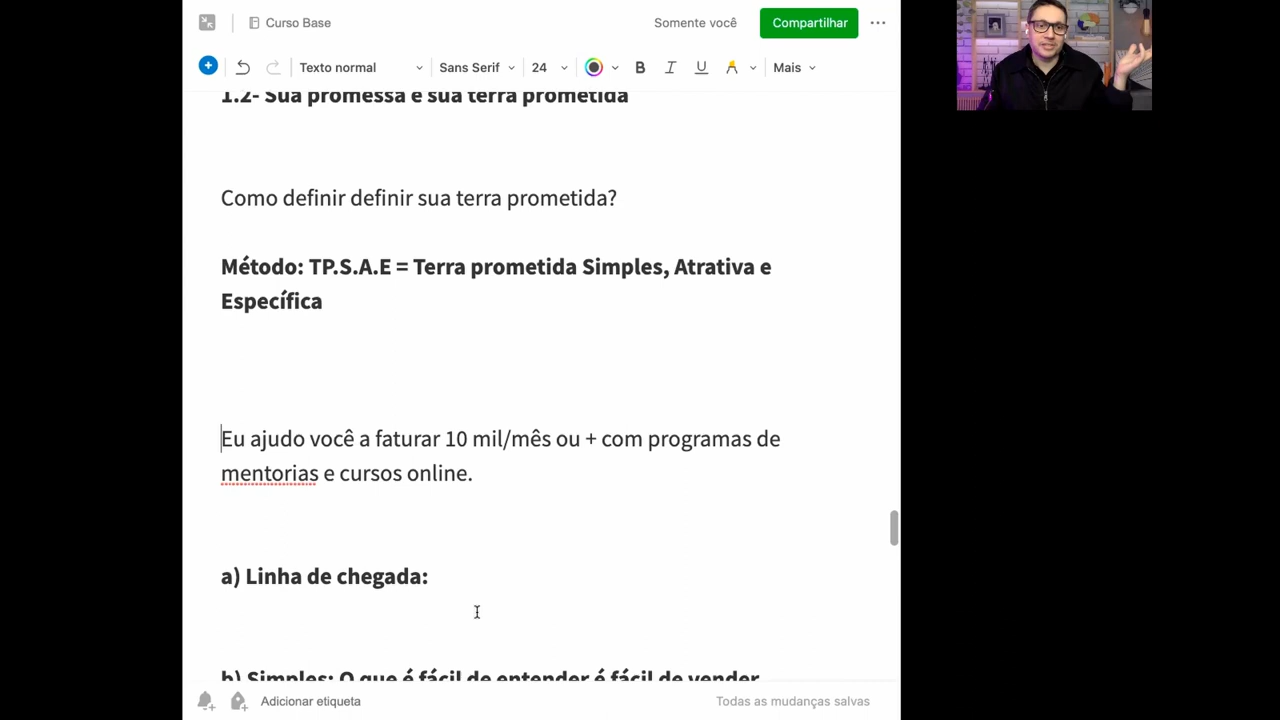 Curso Base
Somente você
Compartilhar
Texto normal
Sans Serif
24
B
I
U
A
Mais
1.2- Sua promessa e sua terra prometida
Como definir definir sua terra prometida?
Método: TP.S.A.E = Terra prometida Simples, Atrativa e
Específica
Eu ajudo você a faturar 10 mil/mês ou + com programas de
mentorias e cursos online.
a) Linha de chegada:
b) Simples: O que é fácil de entender é fácil de vender
Adicionar etiqueta
Todas as mudanças salvas